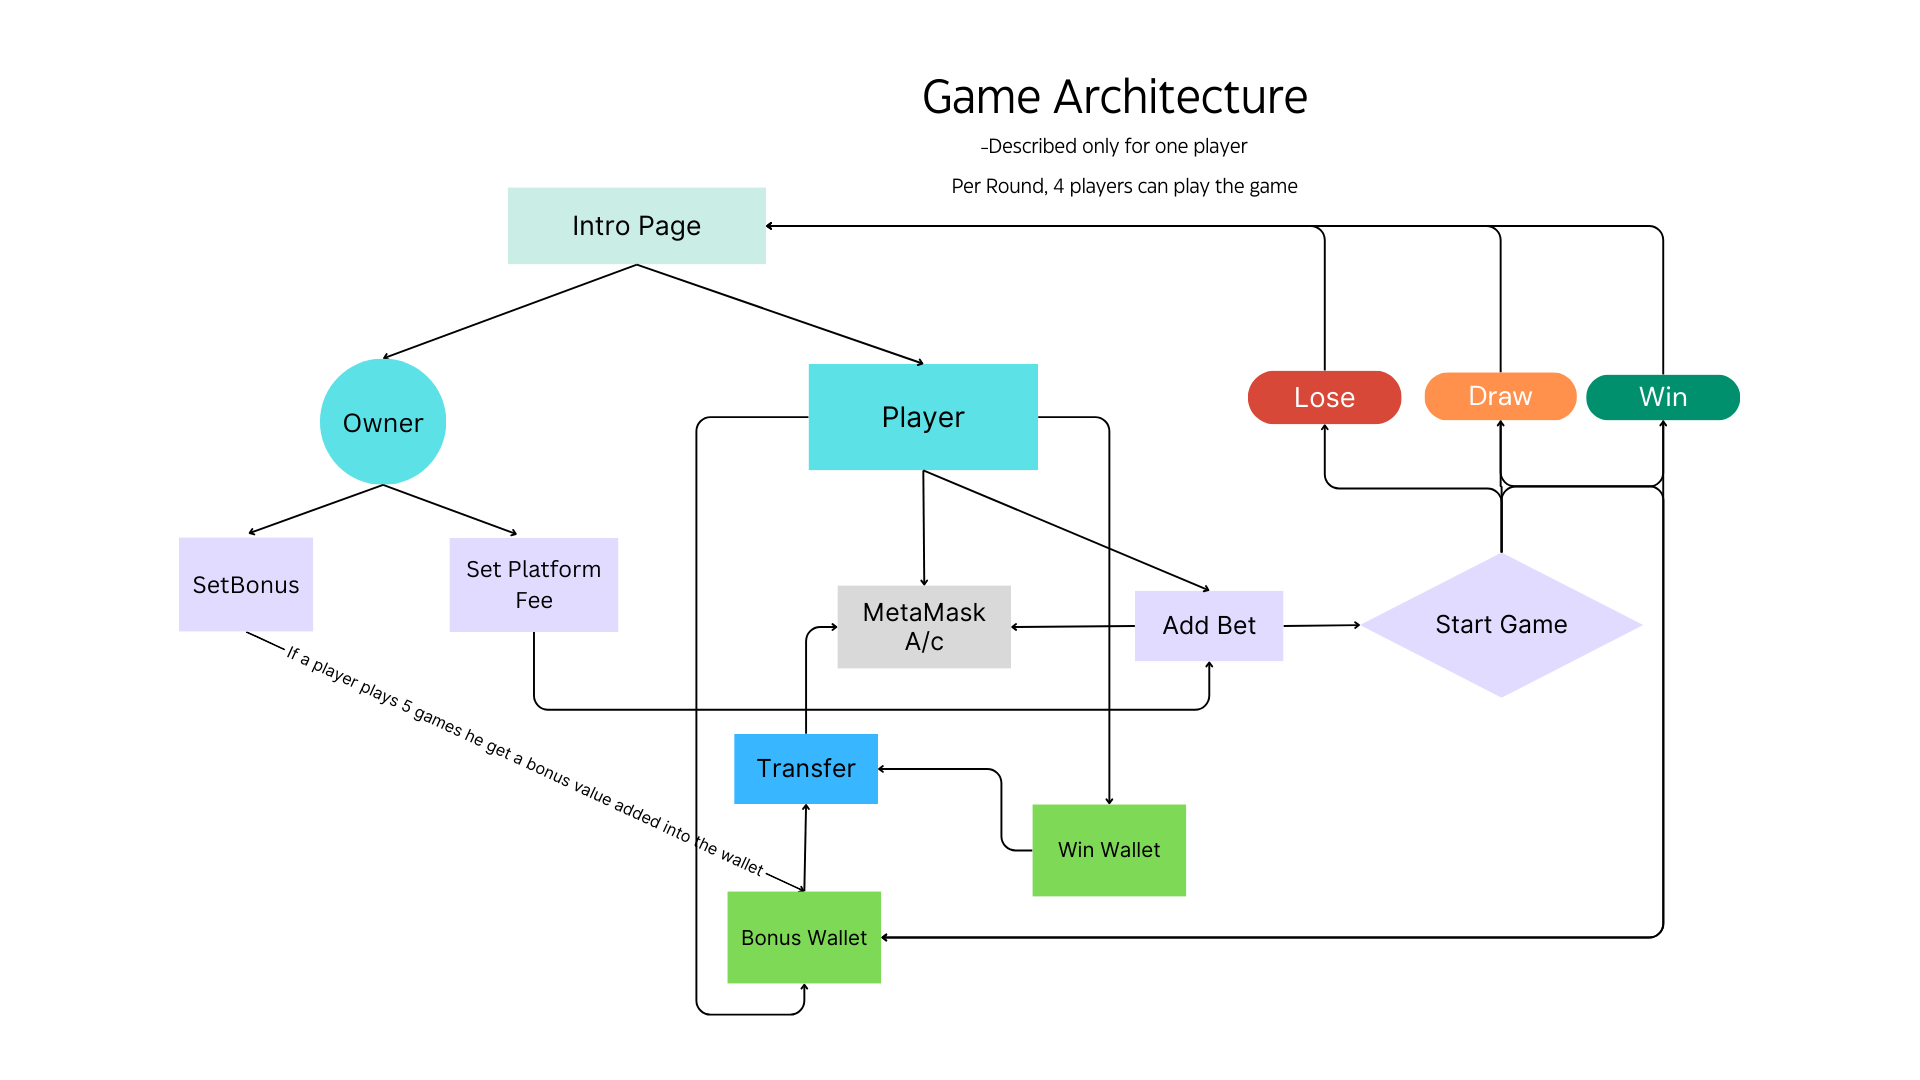 Game Architecture
-Described only for one player
Per Round, 4 players can play the game
Intro Page
Owner
Player
Lose
Draw
Win
SetBonus
Set Platform
Fee
MetaMask
A/c
Add Bet
Start Game
If a player plays 5 games he get a bonus value added into the wallet
Transfer
Win Wallet
Bonus Wallet